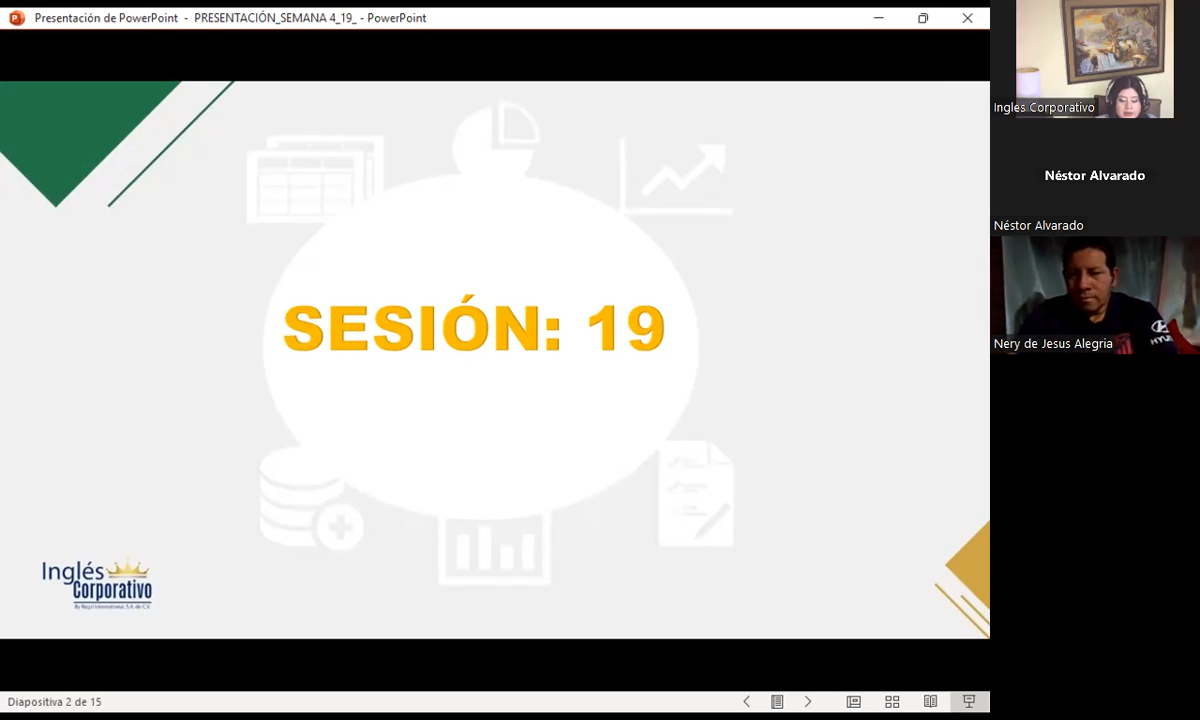 Presentación de PowerPoint - PRESENTACIÓN_SEMANA 4_19_ - PowerPoint
Ingles Corporativo
Néstor Alvarado
Néstor Alvarado
SESIÓN: 19
Nery de Jesus Alegria
Inglés
Corporativo
Diapositiva 2 de 15